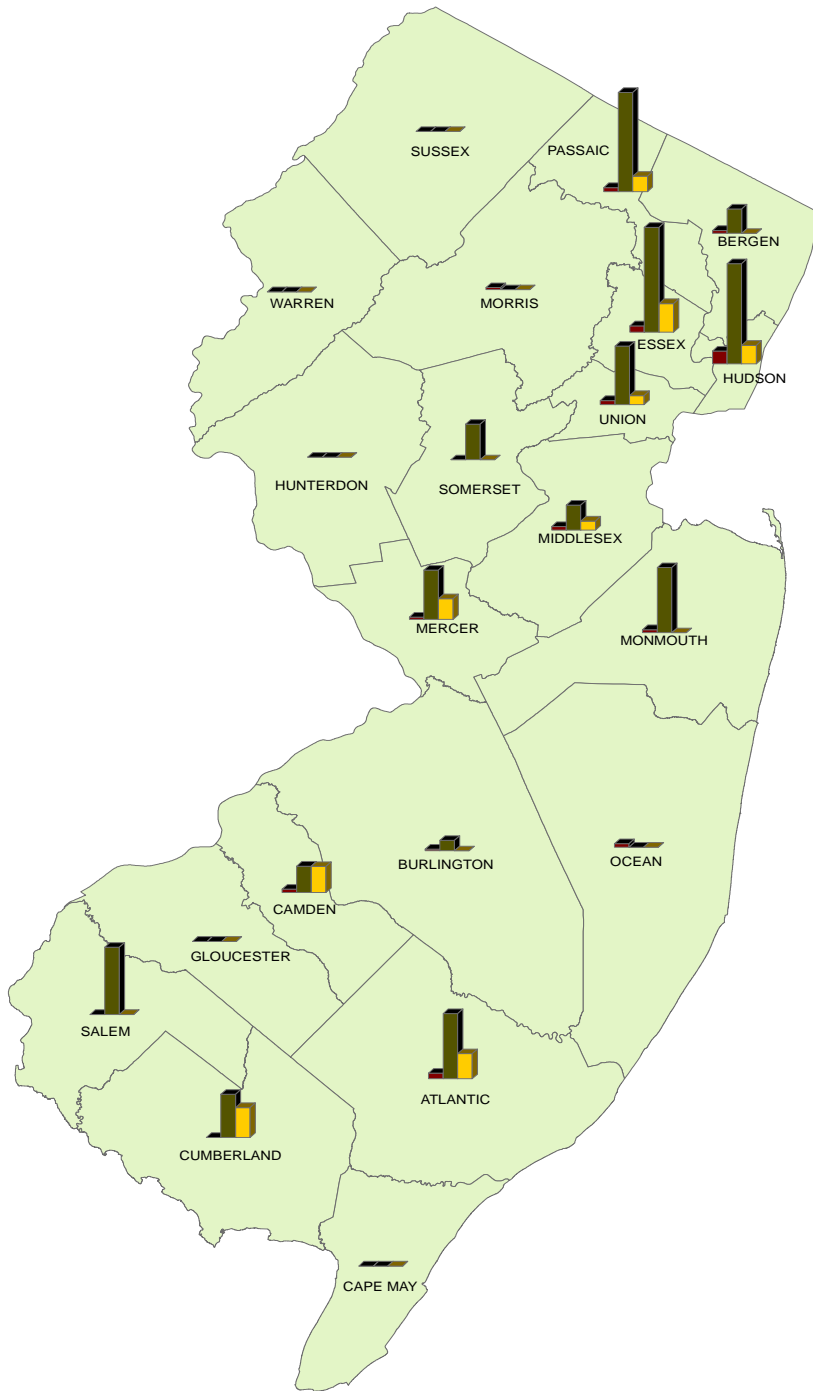 SUSSEX
PASSAIC
BERGEN
WARREN
MORRIS
ESSEX
HUDSON
UNION
HUNTERDON
SOMERSET
MIDDLESEX
MERCER
MONMOUTH
BURLINGTON
OCEAN
CAMDEN
GLOUCESTER
SALEM
ATLANTIC
CUMBERLAND
CAPE MAY